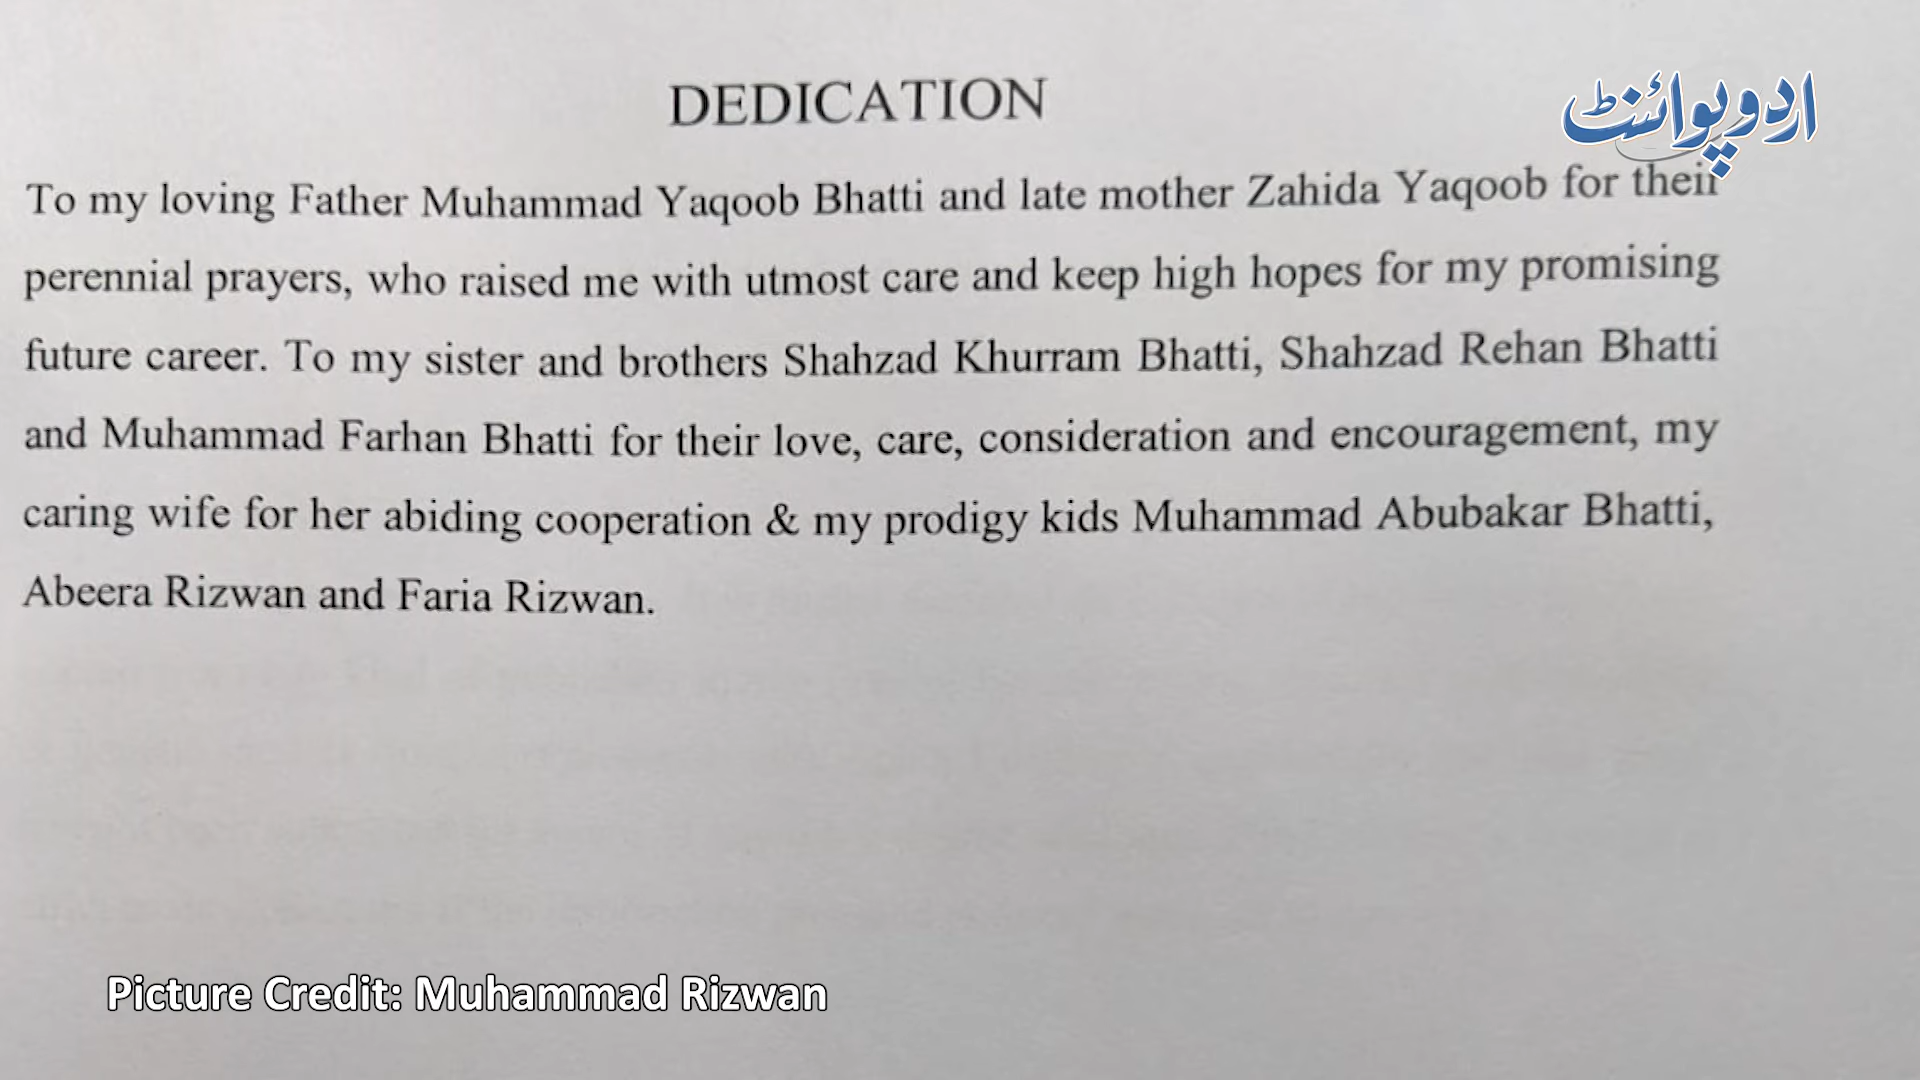 اردوپوائنٹ
DEDICATION
To my loving Father Muhammad Yaqoob Bhatti and late mother Zahida Yaqoob for their
perennial prayers, who raised me with utmost care and keep high hopes for my promising
future career. To my sister and brothers Shahzad Khurram Bhatti, Shahzad Rehan Bhatti
and Muhammad Farhan Bhatti for their love, care, consideration and encouragement, my
caring wife for her abiding cooperation & my prodigy kids Muhammad Abubakar Bhatti,
Abeera Rizwan and Faria Rizwan.
Picture Credit: Muhammad Rizwan